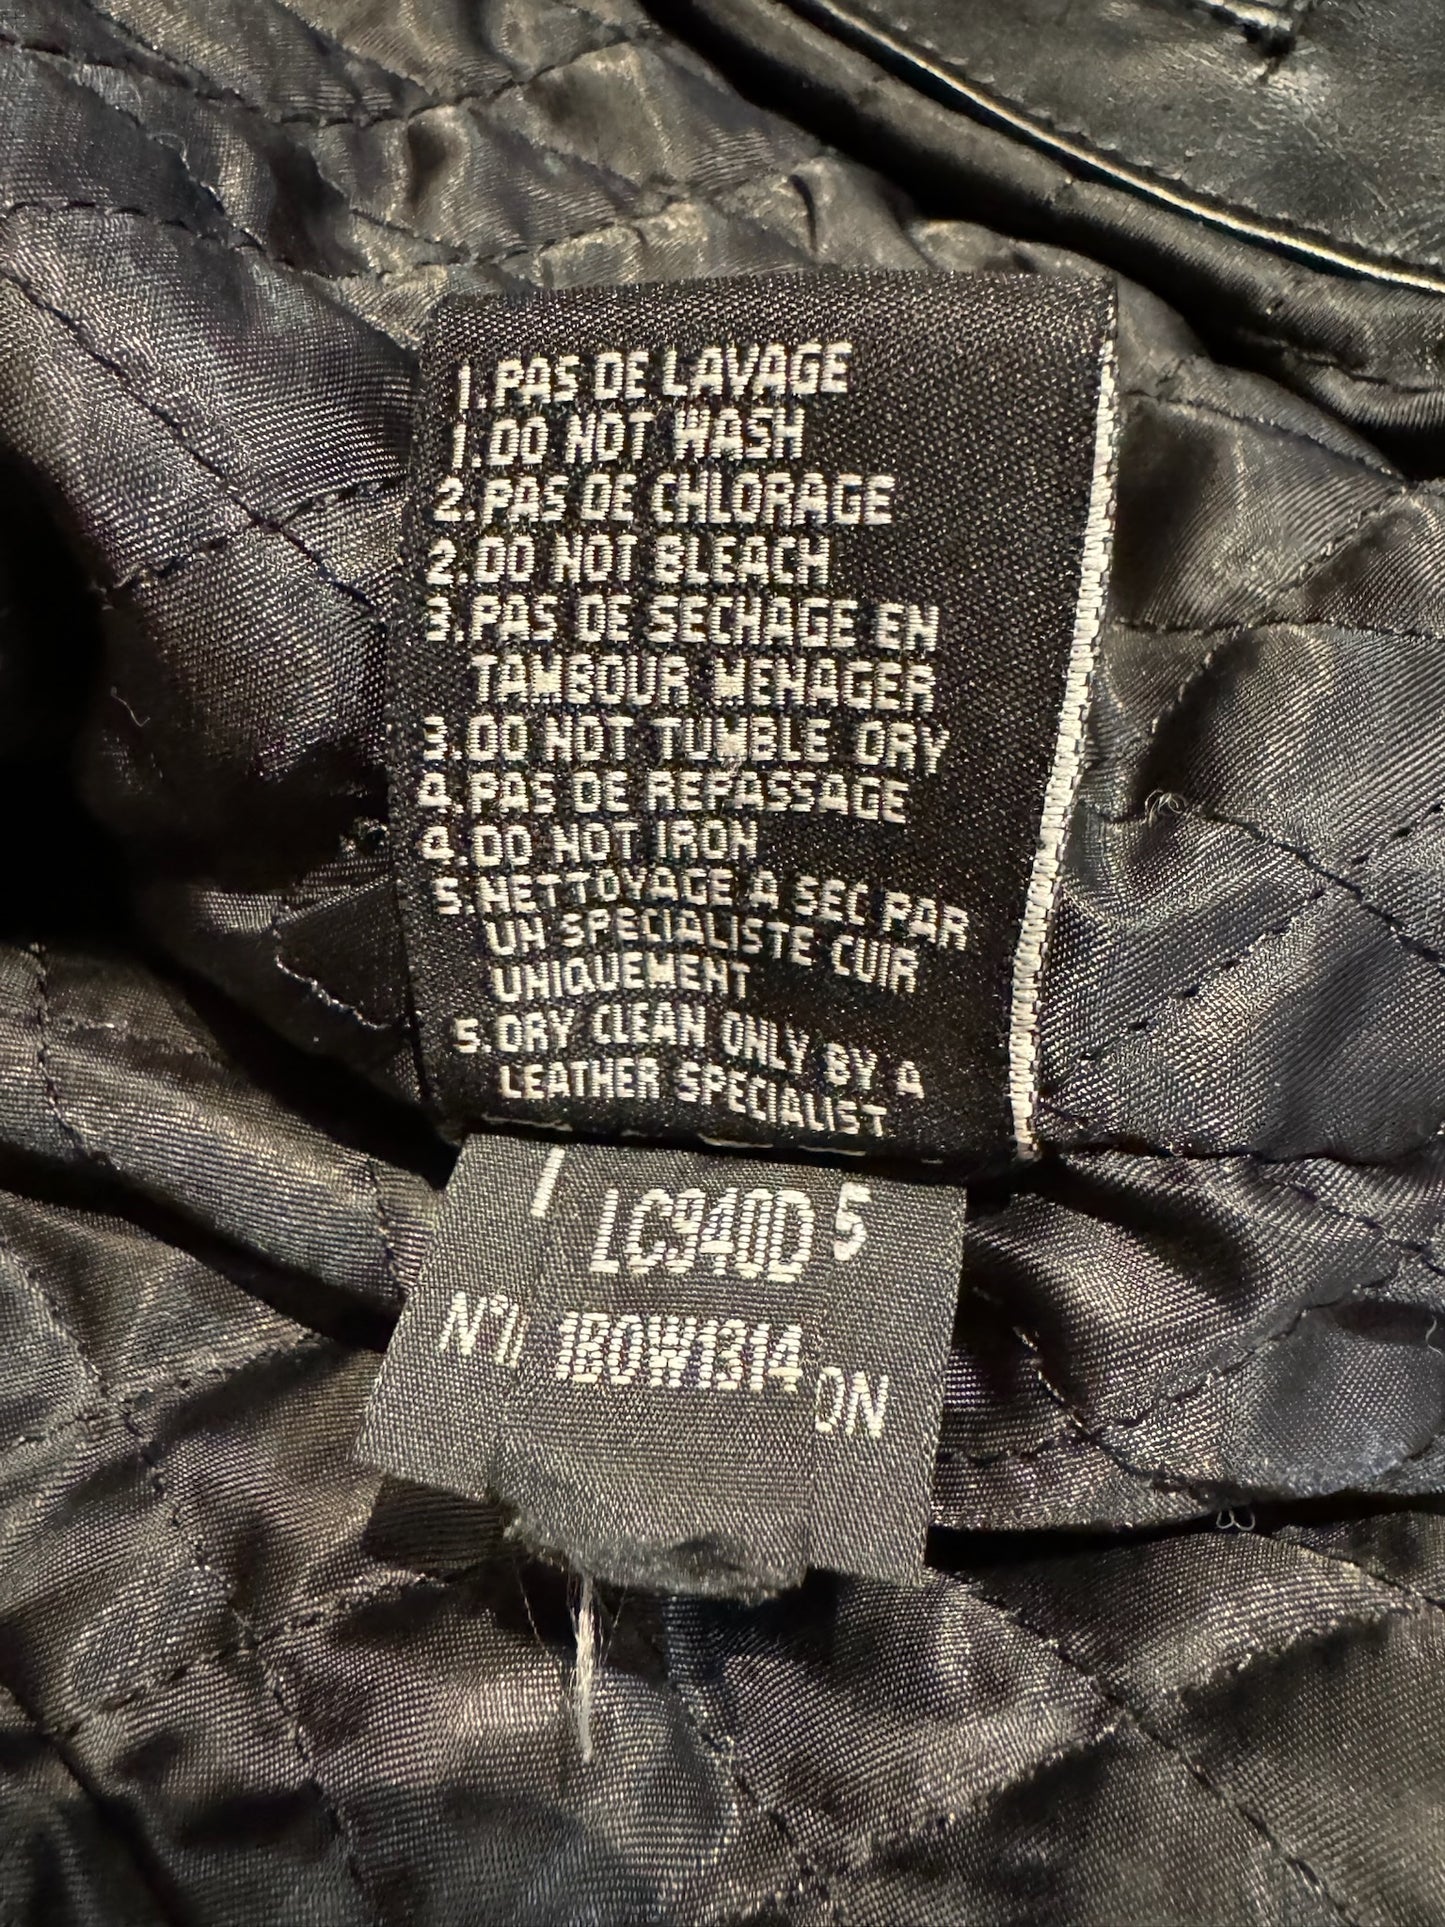 1. PAS DE LAVAGE
1. DO NOT WASH
2. PAS DE CHLORAGE
2. DO NOT BLEACH
3. PAS DE SECHAGE EN
TAMBOUR MENAGER
3. DO NOT TUMBLE DRY
4. PAS DE REPASSAGE
4. DO NOT IRON
5. NETTOYAGE A SEC PAR
UN SPECIALISTE CUIR
UNIQUEMENT
5. DRY CLEAN ONLY BY A
LEATHER SPECIALIST
LC940D 5
1BOW1314 ON